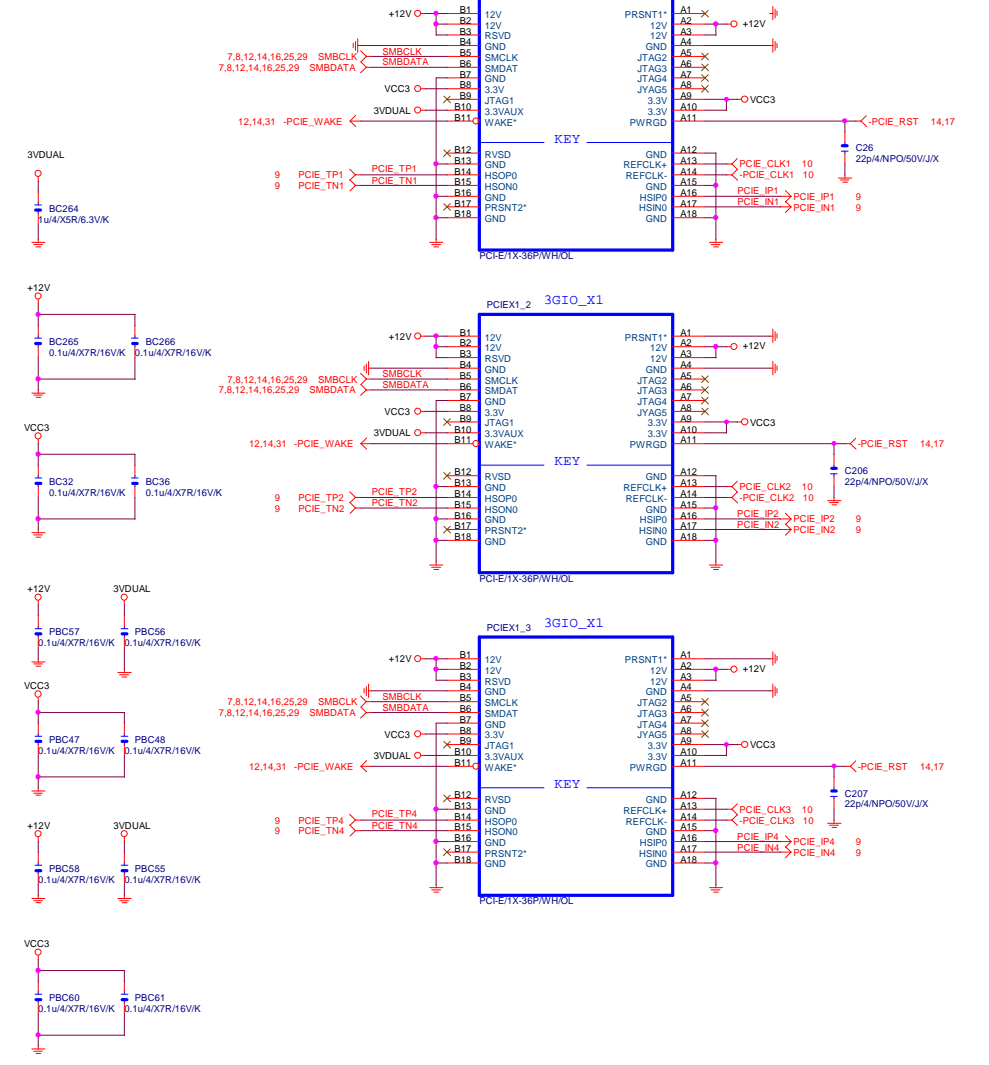 +12V B1 12V PRSNT1* A1
B2 12V 12V A2 +12V
B3 RSVD 12V A3
B4 GND GND A4
7,8,12,14,16,25,29 SMBCLK SMBCLK B5 SMCLK JTAG2 A5
7,8,12,14,16,25,29 SMBDATA SMBDATA B6 SMDAT JTAG3 A6
B7 GND JTAG4 A7
VCC3 B8 3.3V JYAG5 A8
B9 JTAG1 3.3V A9 VCC3
3VDUAL B10 3.3VAUX 3.3V A10
12,14,31 -PCIE_WAKE B11 WAKE* PWRGD A11 -PCIE_RST 14,17
KEY
C26
22p/4/NPO/50V/J/X
B12 RVSD GND A12
B13 GND REFCLK+ A13 PCIE_CLK1 10
9 PCIE_TP1 PCIE_TP1 B14 HSOP0 REFCLK- A14 -PCIE_CLK1 10
9 PCIE_TN1 PCIE_TN1 B15 HSON0 GND A15
B16 GND HSIP0 A16 PCIE_IP1 PCIE_IP1 9
B17 PRSNT2* HSIN0 A17 PCIE_IN1 PCIE_IN1 9
B18 GND GND A18
PCI-E/1X-36P/WH/OL
3VDUAL
BC264
1u/4/X5R/6.3V/K
+12V
BC265 BC266
0.1u/4/X7R/16V/K 0.1u/4/X7R/16V/K
VCC3
BC32 BC36
0.1u/4/X7R/16V/K 0.1u/4/X7R/16V/K
PCIEX1_2 3GIO_X1
+12V B1 12V PRSNT1* A1
B2 12V 12V A2 +12V
B3 RSVD 12V A3
B4 GND GND A4
7,8,12,14,16,25,29 SMBCLK SMBCLK B5 SMCLK JTAG2 A5
7,8,12,14,16,25,29 SMBDATA SMBDATA B6 SMDAT JTAG3 A6
B7 GND JTAG4 A7
VCC3 B8 3.3V JYAG5 A8
B9 JTAG1 3.3V A9 VCC3
3VDUAL B10 3.3VAUX 3.3V A10
12,14,31 -PCIE_WAKE B11 WAKE* PWRGD A11 -PCIE_RST 14,17
KEY
C206
22p/4/NPO/50V/J/X
B12 RVSD GND A12
B13 GND REFCLK+ A13 PCIE_CLK2 10
9 PCIE_TP2 PCIE_TP2 B14 HSOP0 REFCLK- A14 -PCIE_CLK2 10
9 PCIE_TN2 PCIE_TN2 B15 HSON0 GND A15
B16 GND HSIP0 A16 PCIE_IP2 PCIE_IP2 9
B17 PRSNT2* HSIN0 A17 PCIE_IN2 PCIE_IN2 9
B18 GND GND A18
PCI-E/1X-36P/WH/OL
+12V 3VDUAL
PBC57 PBC56
0.1u/4/X7R/16V/K 0.1u/4/X7R/16V/K
VCC3
PBC47 PBC48
0.1u/4/X7R/16V/K 0.1u/4/X7R/16V/K
PCIEX1_3 3GIO_X1
+12V B1 12V PRSNT1* A1
B2 12V 12V A2 +12V
B3 RSVD 12V A3
B4 GND GND A4
7,8,12,14,16,25,29 SMBCLK SMBCLK B5 SMCLK JTAG2 A5
7,8,12,14,16,25,29 SMBDATA SMBDATA B6 SMDAT JTAG3 A6
B7 GND JTAG4 A7
VCC3 B8 3.3V JYAG5 A8
B9 JTAG1 3.3V A9 VCC3
3VDUAL B10 3.3VAUX 3.3V A10
12,14,31 -PCIE_WAKE B11 WAKE* PWRGD A11 -PCIE_RST 14,17
KEY
C207
22p/4/NPO/50V/J/X
B12 RVSD GND A12
B13 GND REFCLK+ A13 PCIE_CLK3 10
9 PCIE_TP4 PCIE_TP4 B14 HSOP0 REFCLK- A14 -PCIE_CLK3 10
9 PCIE_TN4 PCIE_TN4 B15 HSON0 GND A15
B16 GND HSIP0 A16 PCIE_IP4 PCIE_IP4 9
B17 PRSNT2* HSIN0 A17 PCIE_IN4 PCIE_IN4 9
B18 GND GND A18
PCI-E/1X-36P/WH/OL
+12V 3VDUAL
PBC58 PBC55
0.1u/4/X7R/16V/K 0.1u/4/X7R/16V/K
VCC3
PBC60 PBC61
0.1u/4/X7R/16V/K 0.1u/4/X7R/16V/K